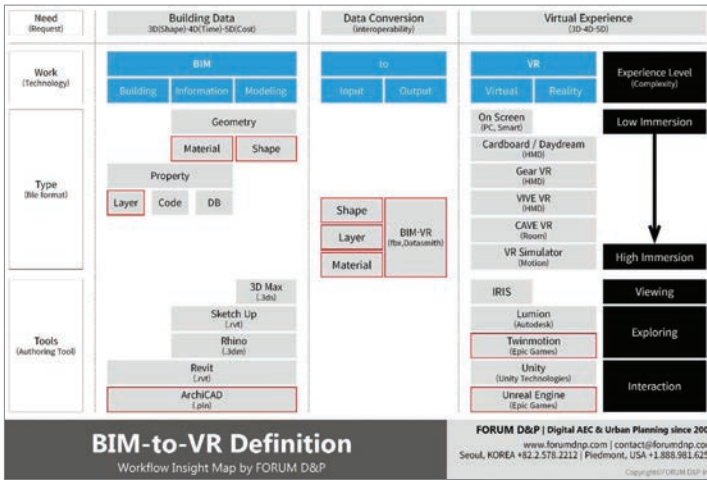 Need
(Request)
Building Data
3D(Shape)-4D(Time)-5D(Cost)
Data Conversion
(interoperability)
Virtual Experience
(3D-4D-5D)
Work
(Technology)
BIM
Building
Information
Modeling
to
Input
Output
VR
Virtual
Reality
Experience Level
(Complexity)
Type
(file format)
Geometry
Material
Shape
Property
Layer
Code
DB
Shape
Layer
Material
BIM-VR
(fbx,Datasmith)
On Screen
(PC, Smart)
Cardboard / Daydream
(HMD)
Gear VR
(HMD)
VIVE VR
(HMD)
CAVE VR
(Room)
VR Simulator
(Motion)
Low Immersion
High Immersion
Tools
(Authoring Tool)
3D Max
(.3ds)
Sketch Up
(.rvt)
Rhino
(.3dm)
Revit
(.rvt)
ArchiCAD
(.pln)
IRIS
Lumion
(Autodesk)
Twinmotion
(Epic Games)
Unity
(Unity Technologies)
Unreal Engine
(Epic Games)
Viewing
Exploring
Interaction
BIM-to-VR Definition
Workflow Insight Map by FORUM D&P
FORUM D&P | Digital AEC & Urban Planning since 200
www.forumdnp.com | contact@forumdnp.c
Seoul, KOREA +82.2.578.2212 | Piedmont, USA +1.888.981.625
Copyright©FORUM D&P In